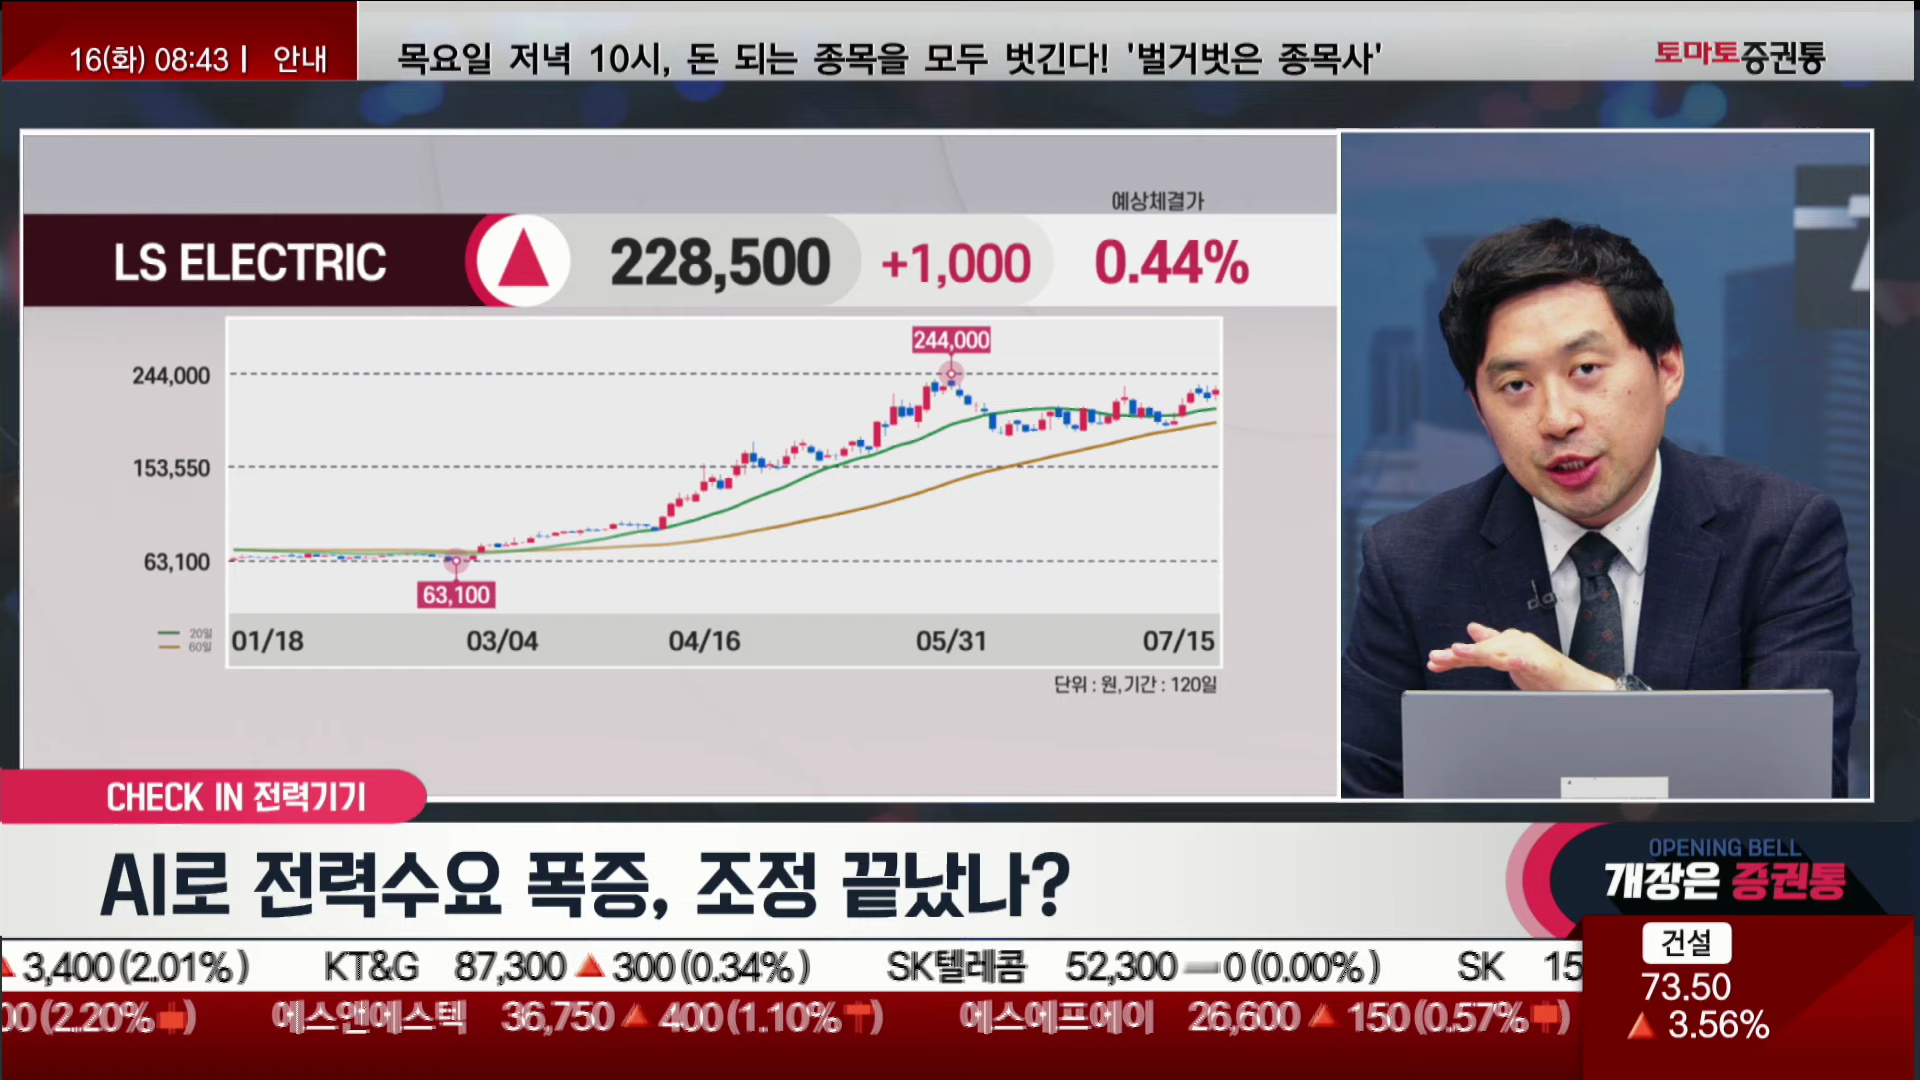 16(화) 08:43 | 안내
목요일 저녁 10시, 돈 되는 종목을 모두 벗긴다! '벌거벗은 종목사'
토마토증권통
예상체결가
LS ELECTRIC ▲ 228,500 +1,000 0.44%
244,000
244,000
153,550
63,100
63,100
20일
60일
01/18 03/04 04/16 05/31 07/15
단위 : 원, 기간 : 120일
CHECK IN 전력기기
AI로 전력수요 폭증, 조정 끝났나?
OPENING BELL
개장은 증권통
▲3,400(2.01%) KT&G 87,300 ▲300(0.34%) SK텔레콤 52,300 0(0.00%) SK 15
00(2.20% ) 에스앤에스텍 36,750 ▲400(1.10% ) 에스에프에이 26,600 ▲150(0.57% )
건설
73.50
▲ 3.56%